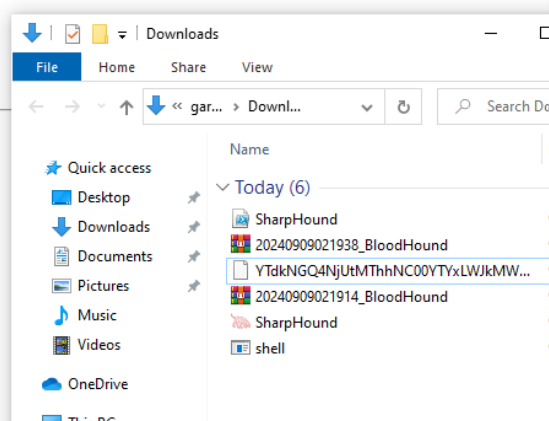 Downloads
File Home Share View
« gar... › Downl... Search Do
Name
Quick access
Today (6)
Desktop
SharpHound
Downloads
20240909021938_BloodHound
Documents
YTdkNGQ4NjUtMThhNC00YTYxLWJkMW...
Pictures
20240909021914_BloodHound
Music
SharpHound
Videos
shell
OneDrive